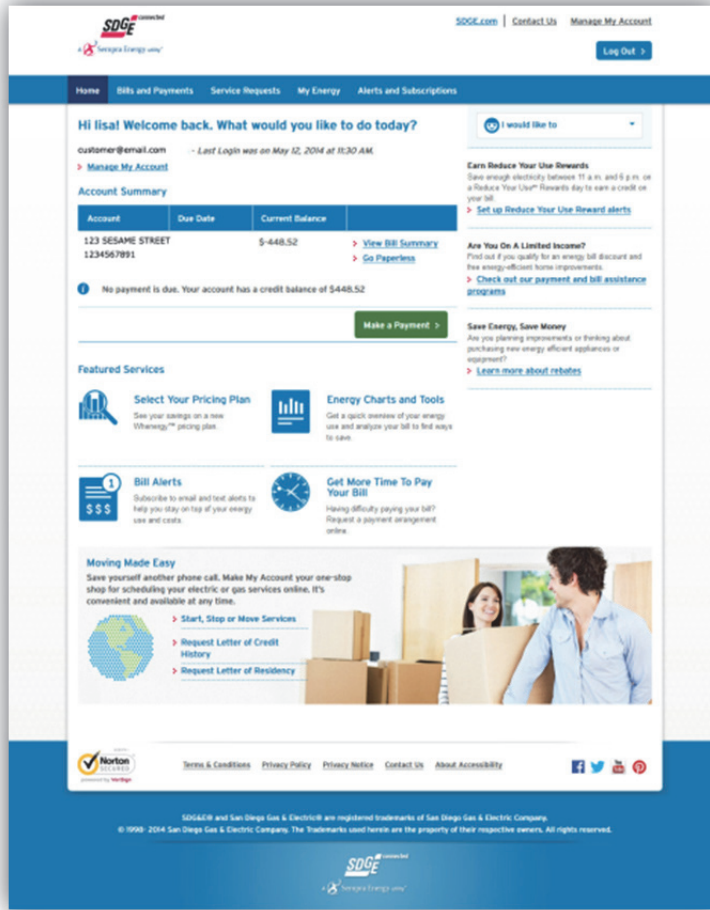 SDGE connected
A Sempra Energy utility
SDGE.com | Contact Us Manage My Account
Log Out >
Home Bills and Payments Service Requests My Energy Alerts and Subscriptions
Hi lisa! Welcome back. What would you like to do today?
customer@email.com - Last Login was on May 12, 2014 at 11:30 AM.
> Manage My Account
Account Summary
Account Due Date Current Balance
123 SESAME STREET
1234567891
$-448.52
> View Bill Summary
> Go Paperless
No payment is due. Your account has a credit balance of $448.52
Make a Payment >
Featured Services
Select Your Pricing Plan
See your savings on a new
Whenergy™ pricing plan.
Energy Charts and Tools
Get a quick overview of your energy
use and analyze your bill to find ways
to save.
1
$$$
Bill Alerts
Subscribe to email and text alerts to
help you stay on top of your energy
use and costs.
Get More Time To Pay
Your Bill
Having difficulty paying your bill?
Request a payment arrangement
online.
I would like to
Earn Reduce Your Use Rewards
Save enough electricity between 11 a.m. and 6 p.m. on
a Reduce Your Use℠ Rewards day to earn a credit on
your bill.
> Set up Reduce Your Use Reward alerts
Are You On A Limited Income?
Find out if you qualify for an energy bill discount and
free energy-efficient home improvements.
> Check out our payment and bill assistance
programs
Save Energy, Save Money
Are you planning improvements or thinking about
purchasing new energy efficient appliances or
equipment?
> Learn more about rebates
Moving Made Easy
Save yourself another phone call. Make My Account your one-stop
shop for scheduling your electric or gas services online. It's
convenient and available at any time.
> Start, Stop or Move Services
> Request Letter of Credit
History
> Request Letter of Residency
Norton
SECURED
powered by VeriSign
Terms & Conditions Privacy Policy Privacy Notice Contact Us About Accessibility
SDG&E® and San Diego Gas & Electric® are registered trademarks of San Diego Gas & Electric Company.
© 1998- 2014 San Diego Gas & Electric Company. The Trademarks used herein are the property of their respective owners. All rights reserved.
SDGE connected
A Sempra Energy utility